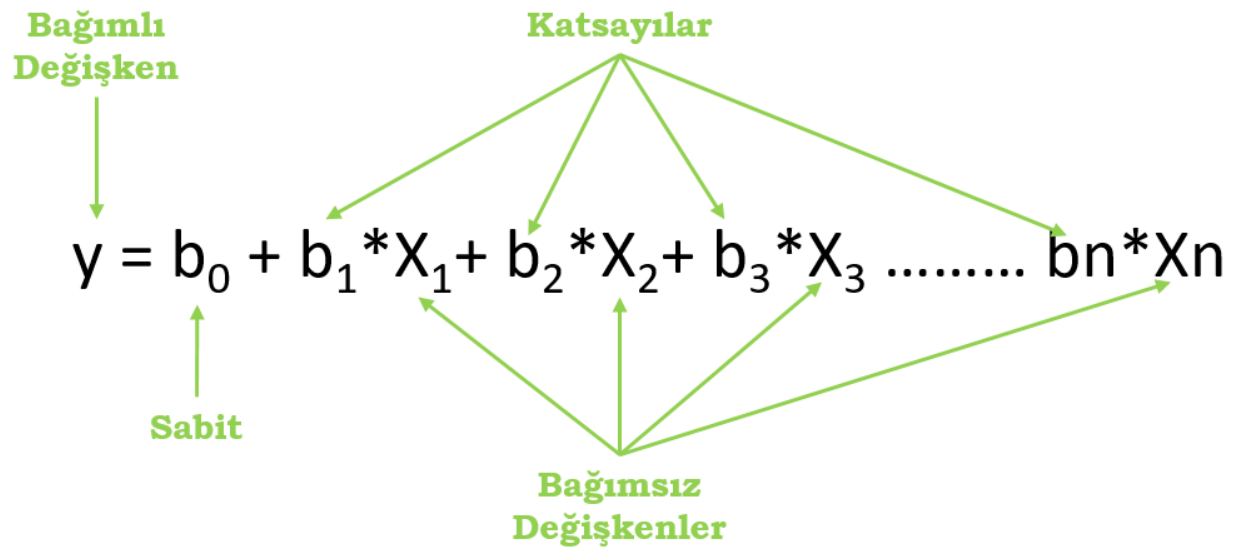 Bağımlı
Değişken
Katsayılar
y = b₀ + b₁*X₁+ b₂*X₂+ b₃*X₃ ......... bn*Xn
Sabit
Bağımsız
Değişkenler